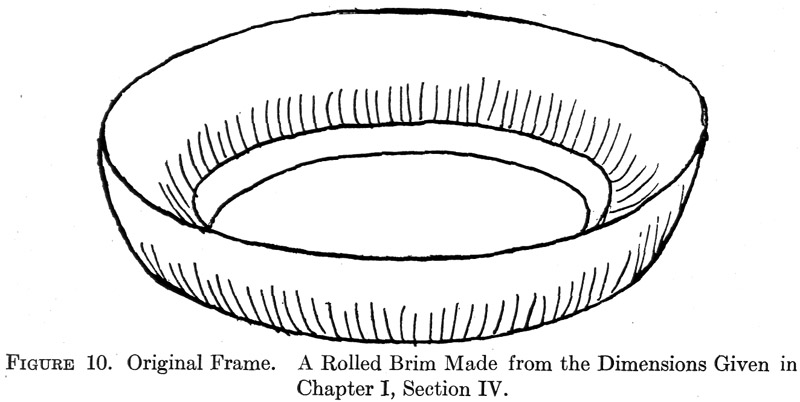 FIGURE 10. Original Frame. A Rolled Brim Made from the Dimensions Given in
Chapter I, Section IV.